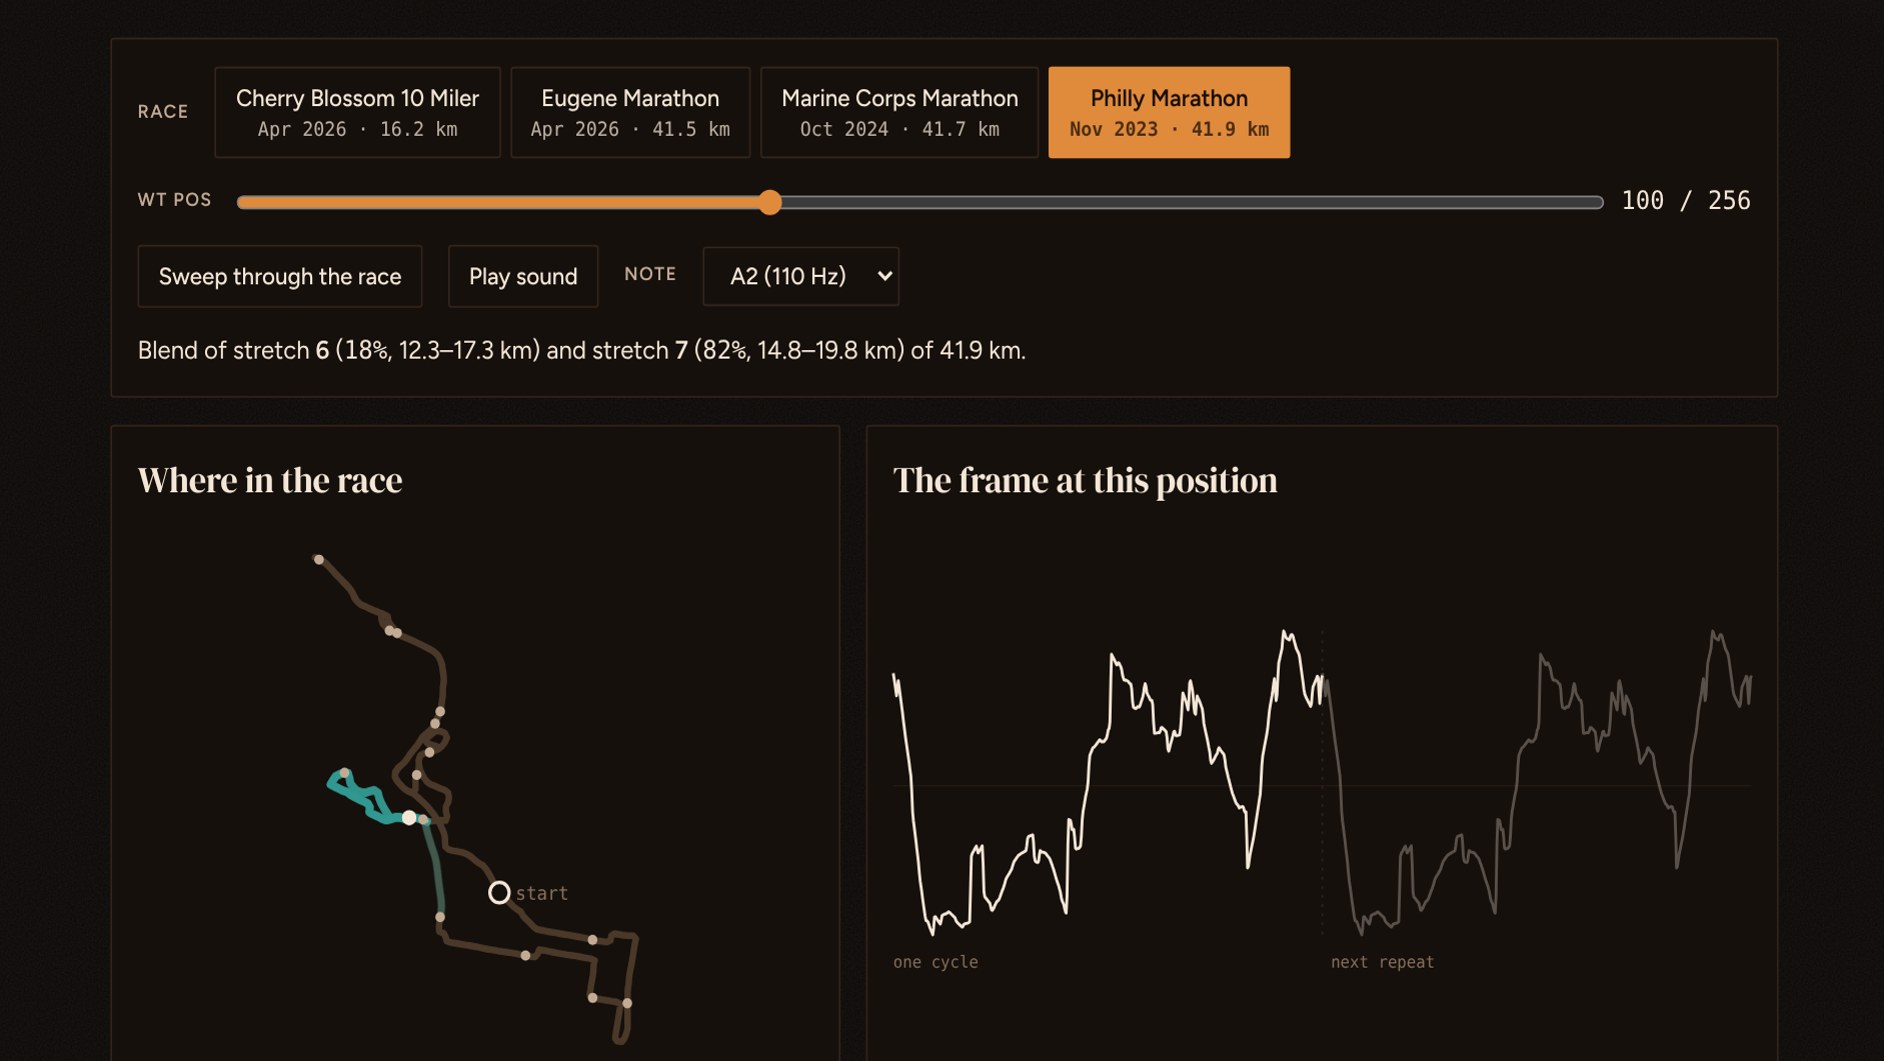 RACE
Cherry Blossom 10 Miler
Apr 2026 · 16.2 km
Eugene Marathon
Apr 2026 · 41.5 km
Marine Corps Marathon
Oct 2024 · 41.7 km
Philly Marathon
Nov 2023 · 41.9 km
WT POS
100 / 256
Sweep through the race
Play sound
NOTE
A2 (110 Hz)
Blend of stretch 6 (18%, 12.3–17.3 km) and stretch 7 (82%, 14.8–19.8 km) of 41.9 km.
Where in the race
start
The frame at this position
one cycle
next repeat